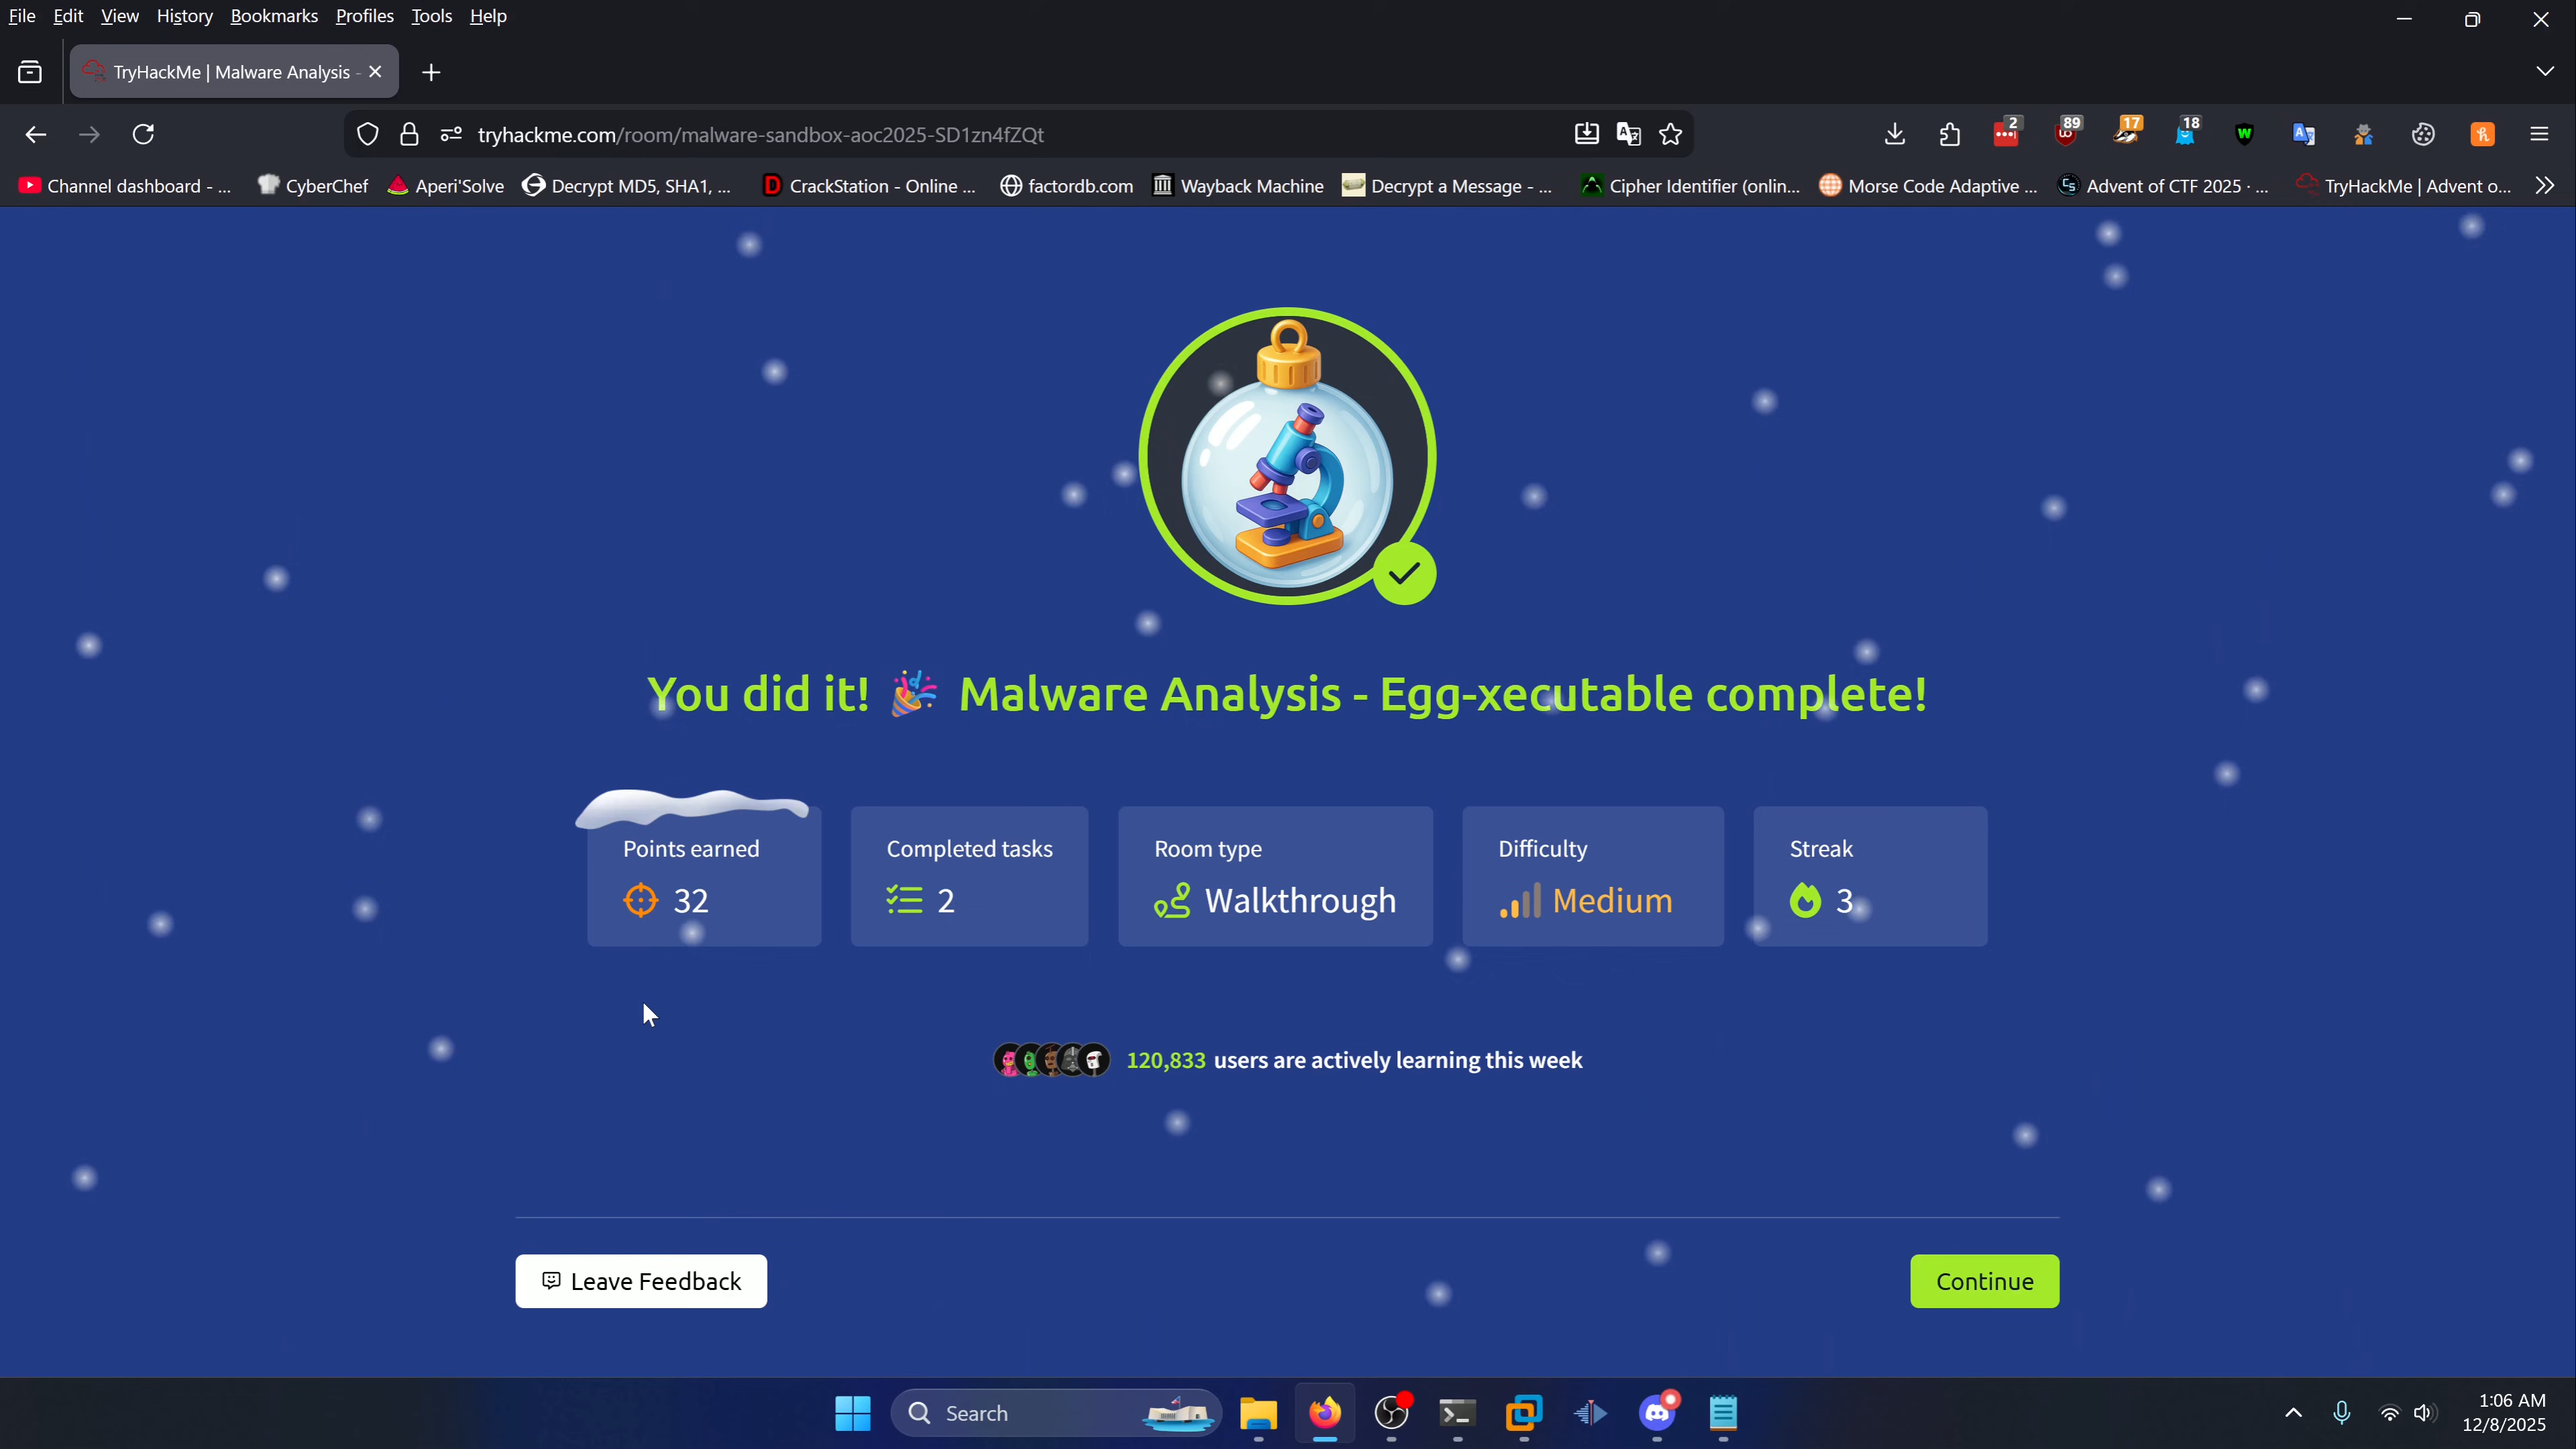 File Edit View History Bookmarks Profiles Tools Help
TryHackMe | Malware Analysis -
tryhackme.com/room/malware-sandbox-aoc2025-SD1zn4fZQt
2 89 17 18
Channel dashboard - ... CyberChef Aperi'Solve Decrypt MD5, SHA1, ... CrackStation - Online ... factordb.com Wayback Machine Decrypt a Message - ... Cipher Identifier (onlin... Morse Code Adaptive ... Advent of CTF 2025 · ... TryHackMe | Advent o...
You did it! 🎉 Malware Analysis - Egg-xecutable complete!
Points earned
32
Completed tasks
2
Room type
Walkthrough
Difficulty
Medium
Streak
3
120,833 users are actively learning this week
Leave Feedback
Continue
Search
1:06 AM
12/8/2025